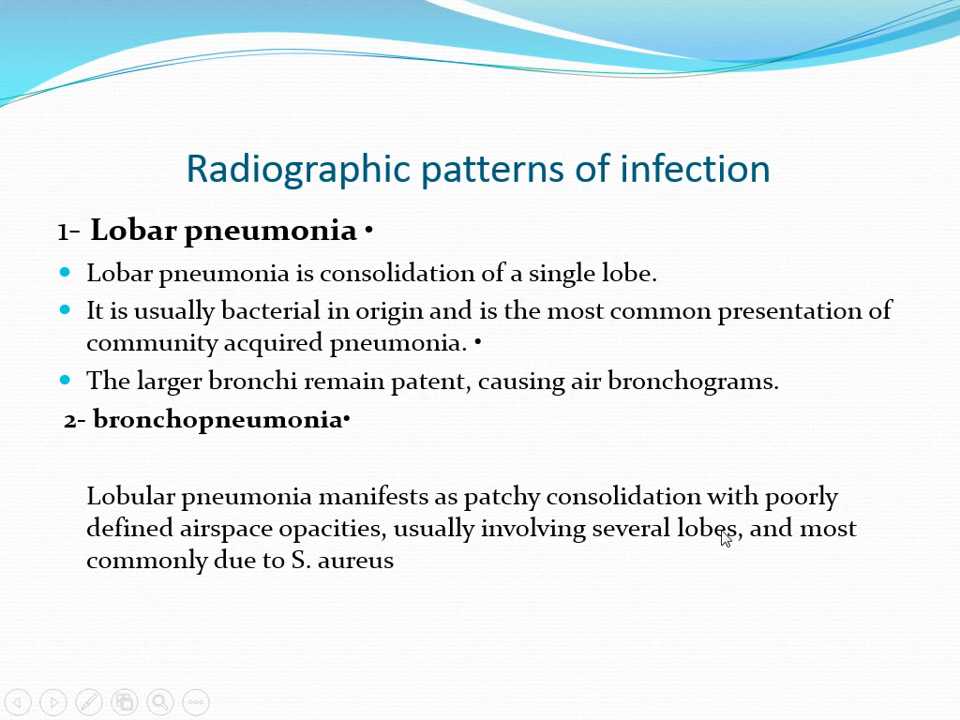 Radiographic patterns of infection
1- Lobar pneumonia •
• Lobar pneumonia is consolidation of a single lobe.
• It is usually bacterial in origin and is the most common presentation of
community acquired pneumonia. •
• The larger bronchi remain patent, causing air bronchograms.
2- bronchopneumonia•
Lobular pneumonia manifests as patchy consolidation with poorly
defined airspace opacities, usually involving several lobes, and most
commonly due to S. aureus